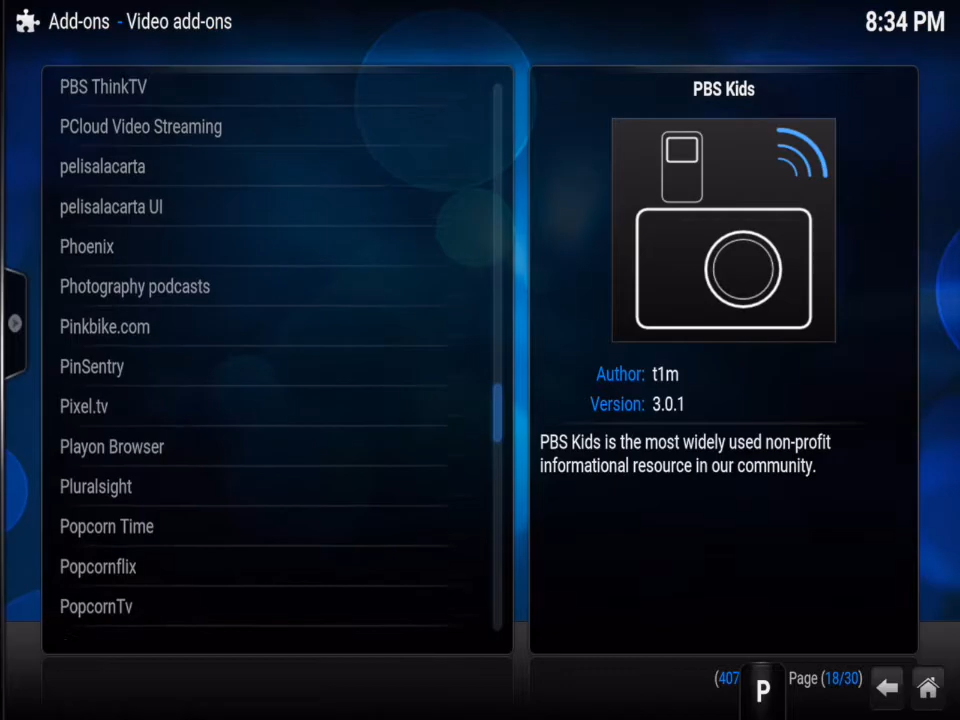 Add-ons - Video add-ons
8:34 PM
PBS ThinkTV
PCloud Video Streaming
pelisalacarta
pelisalacarta UI
Phoenix
Photography podcasts
Pinkbike.com
PinSentry
Pixel.tv
Playon Browser
Pluralsight
Popcorn Time
Popcornflix
PopcornTv
PBS Kids
Author: t1m
Version: 3.0.1
PBS Kids is the most widely used non-profit
informational resource in our community.
(407
P
Page (18/30)